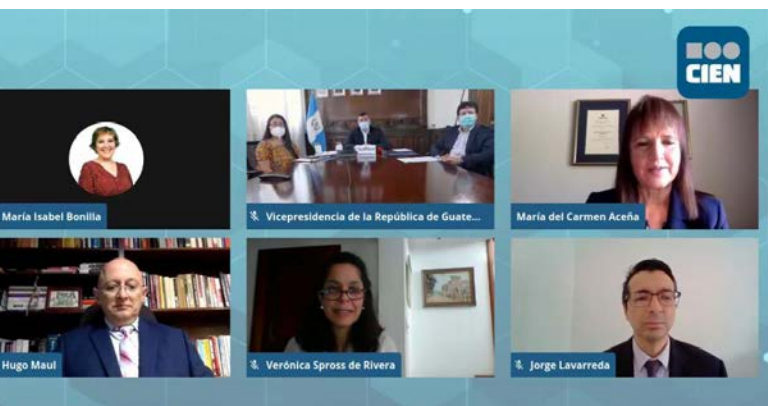 CIEN
María Isabel Bonilla
Vicepresidencia de la República de Guate...
María del Carmen Aceña
Hugo Maul
Verónica Spross de Rivera
Jorge Lavarreda